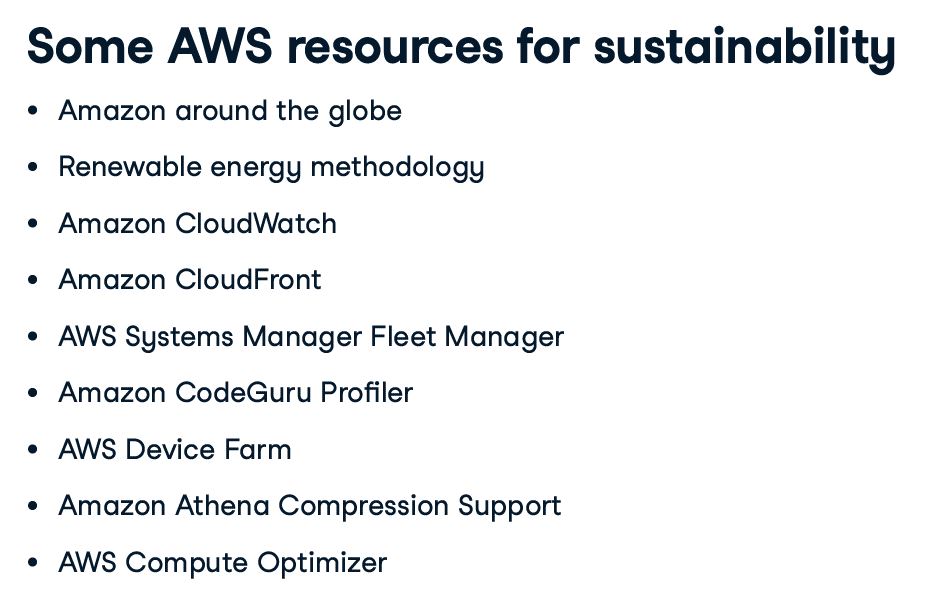 Some AWS resources for sustainability
• Amazon around the globe
• Renewable energy methodology
• Amazon CloudWatch
• Amazon CloudFront
• AWS Systems Manager Fleet Manager
• Amazon CodeGuru Profiler
• AWS Device Farm
• Amazon Athena Compression Support
• AWS Compute Optimizer